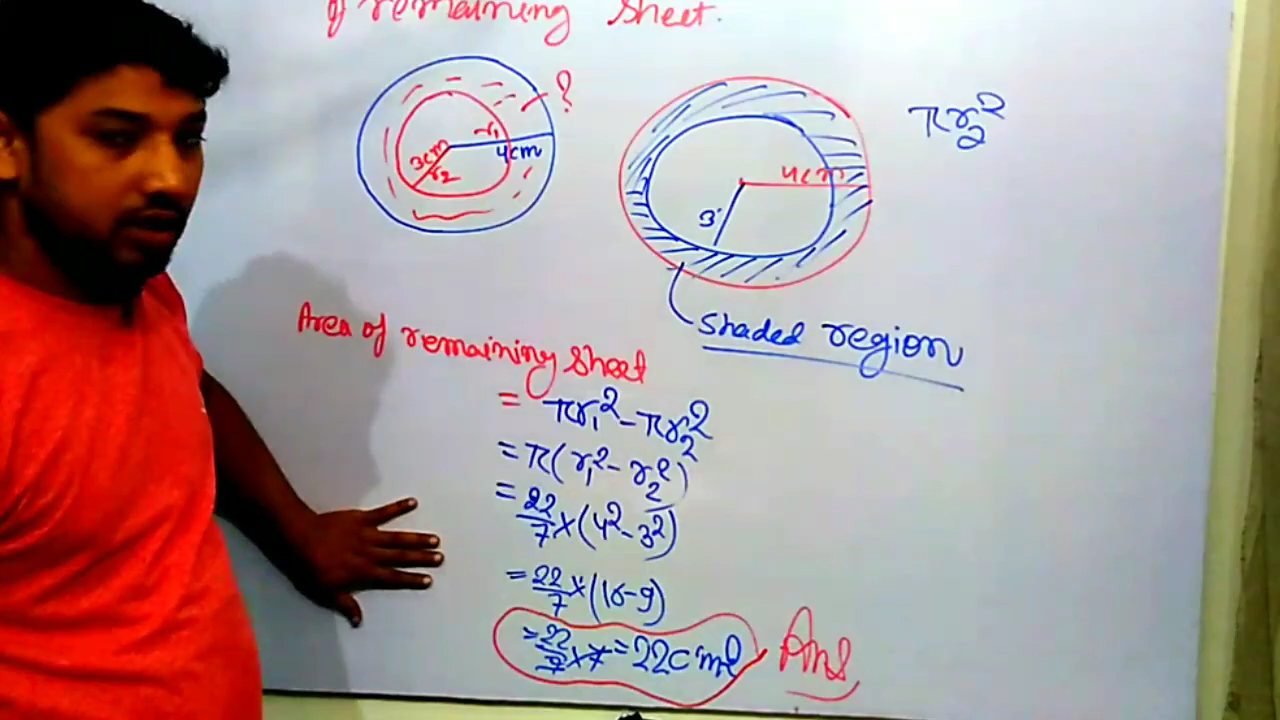 of remaining sheet.
?
r₁
3cm
4cm
r₂
4cm
3
πr₂²
shaded region
Area of remaining sheet
= πr₁² - πr₂²
= π(r₁² - r₂²)
= 22/7 × (4² - 3²)
= 22/7 × (16 - 9)
= 22/7 × 7 = 22cm² Ans